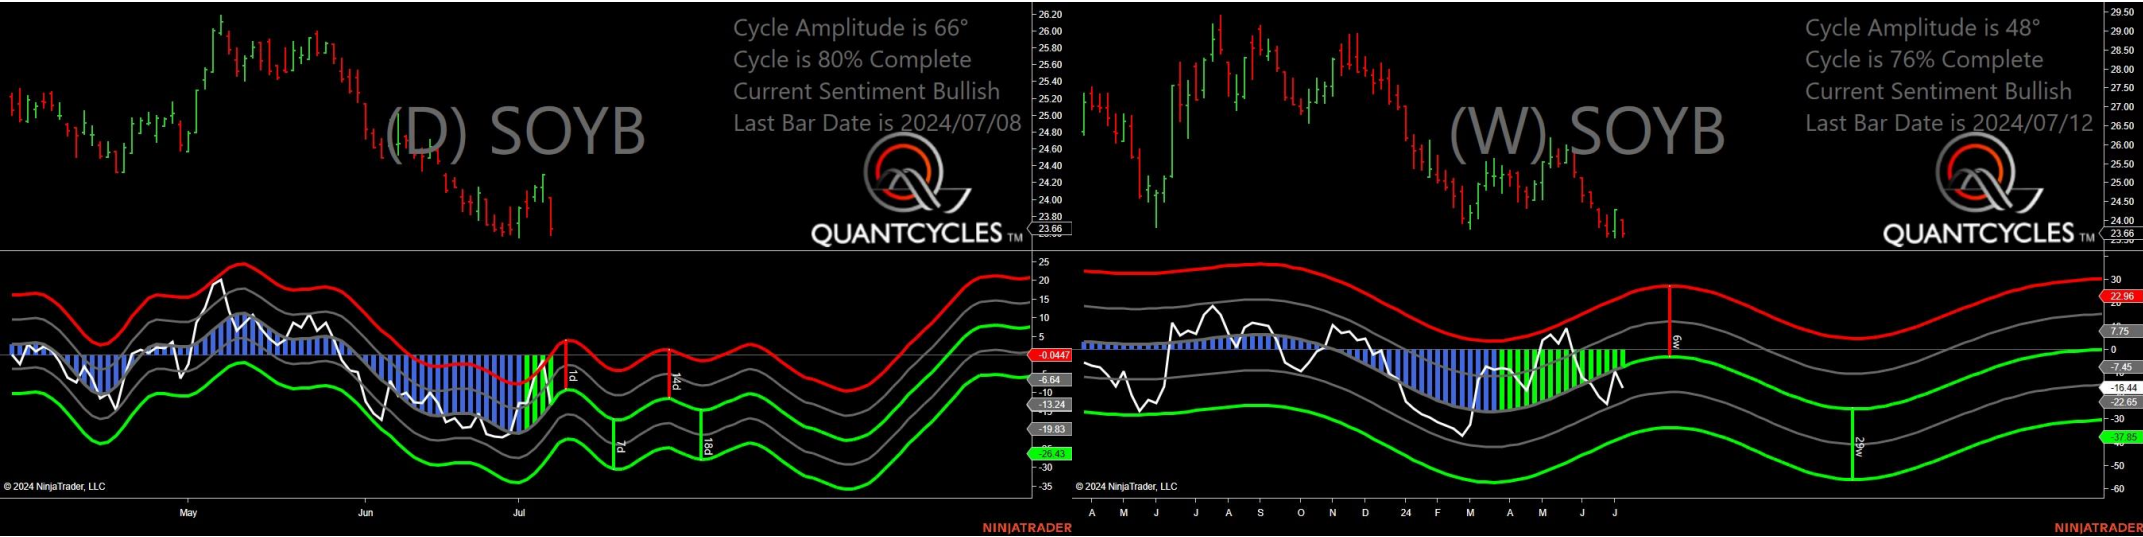 Cycle Amplitude is 66°
Cycle is 80% Complete
Current Sentiment Bullish
Last Bar Date is 2024/07/08
(D) SOYB
QUANTCYCLES TM
26.20
26.00
25.80
25.60
25.40
25.20
25.00
24.80
24.60
24.40
24.20
24.00
23.80
23.66
25
20
15
10
5
-0.0447
-5
-6.64
-10
-13.24
-19.83
-26.43
-30
-35
1d
7d
14d
18d
© 2024 NinjaTrader, LLC
May
Jun
Jul
NINJATRADER
Cycle Amplitude is 48°
Cycle is 76% Complete
Current Sentiment Bullish
Last Bar Date is 2024/07/12
(W) SOYB
QUANTCYCLES TM
29.50
29.00
28.50
28.00
27.50
27.00
26.50
26.00
25.50
25.00
24.50
24.00
23.66
30
22.96
7.75
0
-7.45
-16.44
-22.65
-30
-37.85
-50
-60
6w
29w
© 2024 NinjaTrader, LLC
A M J J A S O N D 24 F M A M J J
NINJATRADER